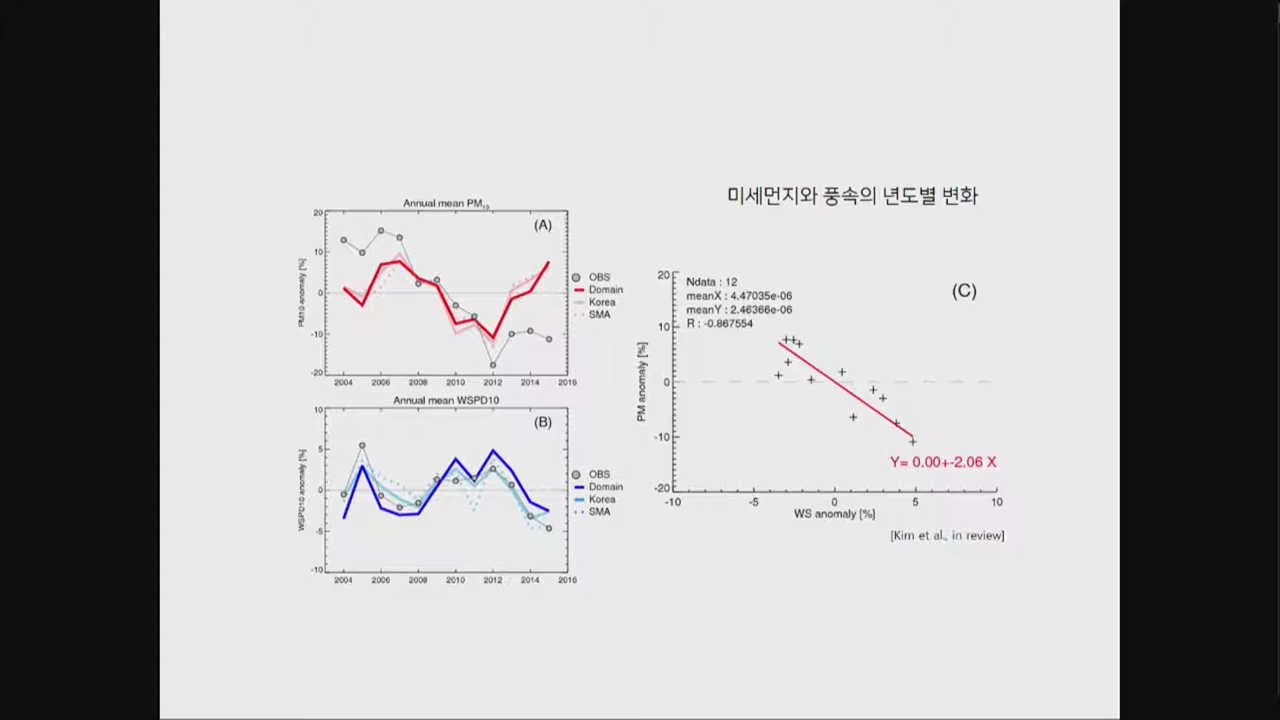 미세먼지와 풍속의 년도별 변화
Annual mean PM10
(A)
PM10 anomaly [%]
20
10
0
-10
-20
2004 2006 2008 2010 2012 2014 2016
OBS
Domain
Korea
SMA
Annual mean WSPD10
(B)
WSPD10 anomaly [%]
10
5
0
-5
-10
2004 2006 2008 2010 2012 2014 2016
OBS
Domain
Korea
SMA
Ndata : 12
meanX : 4.47035e-06
meanY : 2.46366e-06
R : -0.867554
(C)
PM anomaly [%]
20
10
0
-10
-20
Y= 0.00+-2.06 X
-10 -5 0 5 10
WS anomaly [%]
[Kim et al., in review]